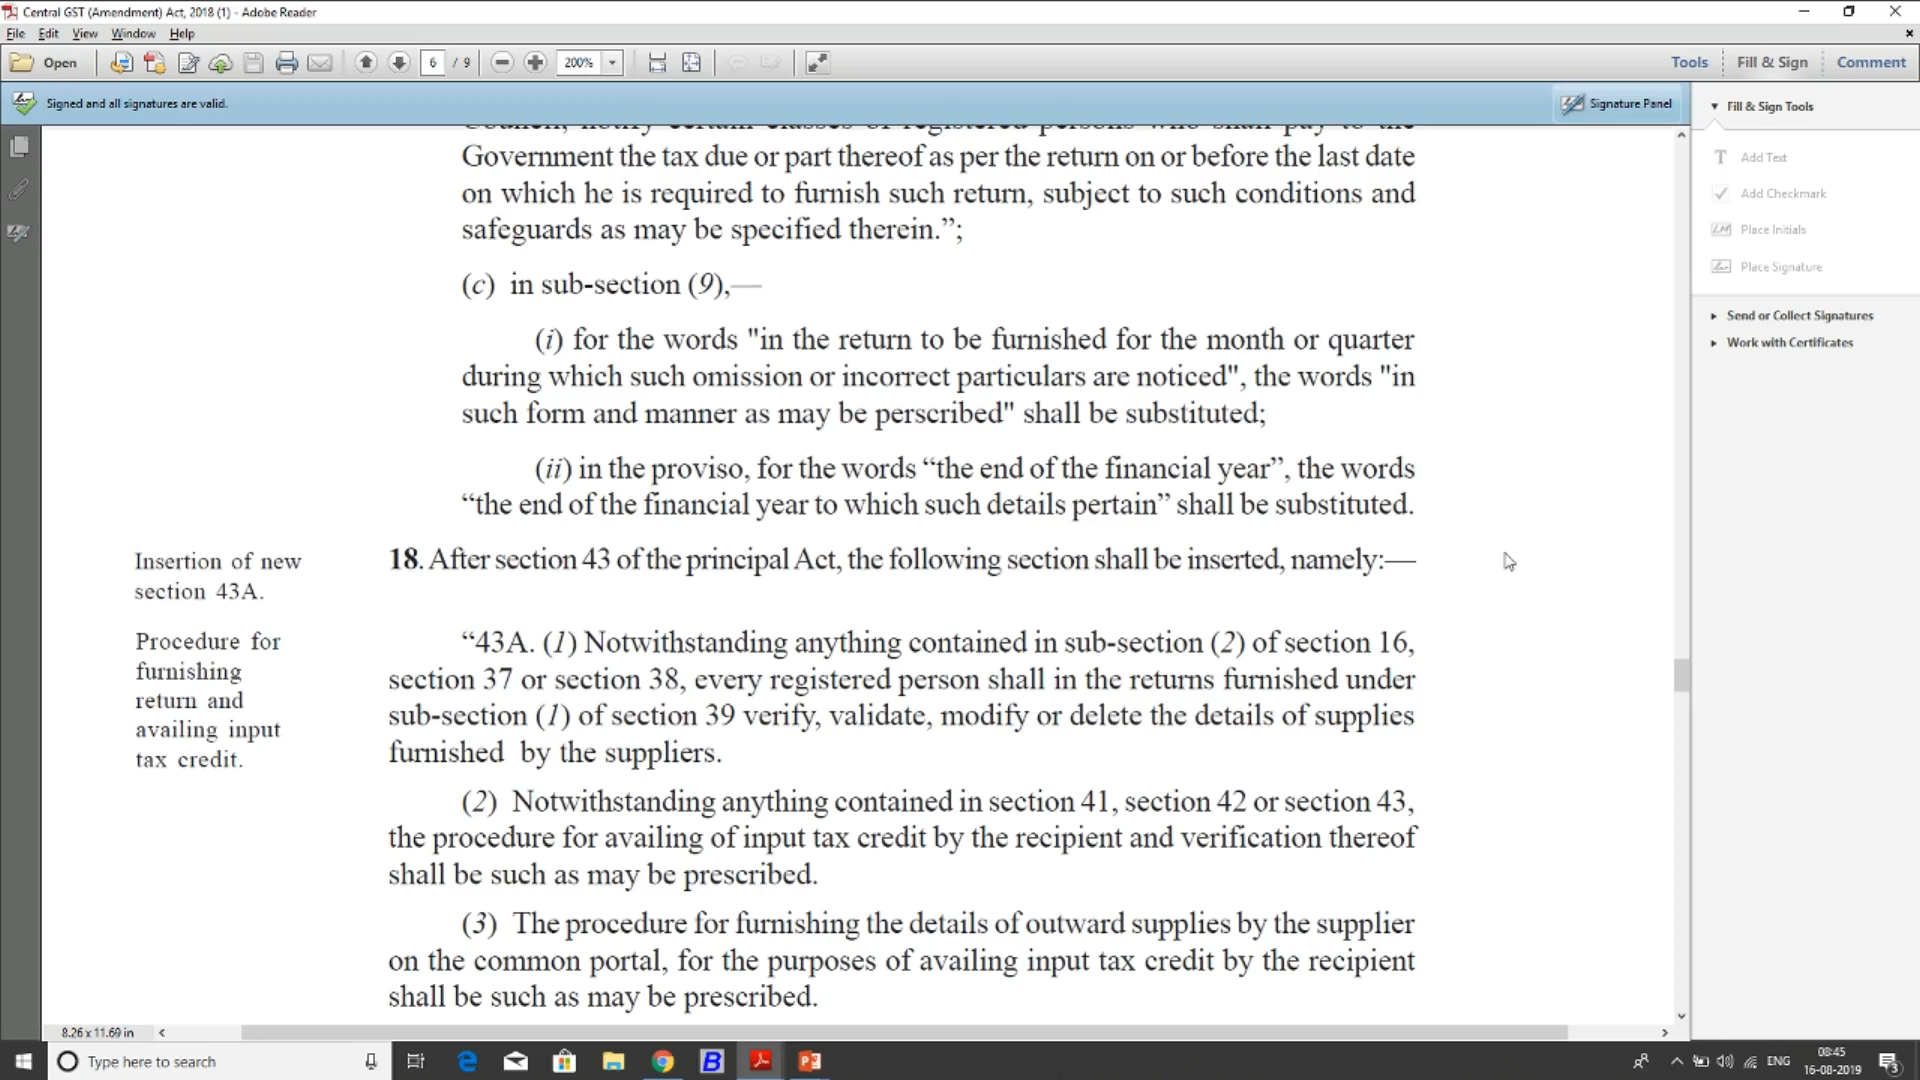 Central GST (Amendment) Act, 2018 (1) - Adobe Reader
File Edit View Window Help
Open
6 / 9
200%
Tools Fill & Sign Comment
Signed and all signatures are valid.
Signature Panel
Fill & Sign Tools
Add Text
Add Checkmark
Place Initials
Place Signature
Send or Collect Signatures
Work with Certificates
Council, notify certain classes of registered persons who shall pay to the
Government the tax due or part thereof as per the return on or before the last date
on which he is required to furnish such return, subject to such conditions and
safeguards as may be specified therein.”;
(c) in sub-section (9),—
(i) for the words "in the return to be furnished for the month or quarter
during which such omission or incorrect particulars are noticed", the words "in
such form and manner as may be perscribed" shall be substituted;
(ii) in the proviso, for the words “the end of the financial year”, the words
“the end of the financial year to which such details pertain” shall be substituted.
Insertion of new
section 43A.
18. After section 43 of the principal Act, the following section shall be inserted, namely:—
Procedure for
furnishing
return and
availing input
tax credit.
“43A. (1) Notwithstanding anything contained in sub-section (2) of section 16,
section 37 or section 38, every registered person shall in the returns furnished under
sub-section (1) of section 39 verify, validate, modify or delete the details of supplies
furnished by the suppliers.
(2) Notwithstanding anything contained in section 41, section 42 or section 43,
the procedure for availing of input tax credit by the recipient and verification thereof
shall be such as may be prescribed.
(3) The procedure for furnishing the details of outward supplies by the supplier
on the common portal, for the purposes of availing input tax credit by the recipient
shall be such as may be prescribed.
8.26 x 11.69 in
Type here to search
ENG
08:45
16-08-2019
3